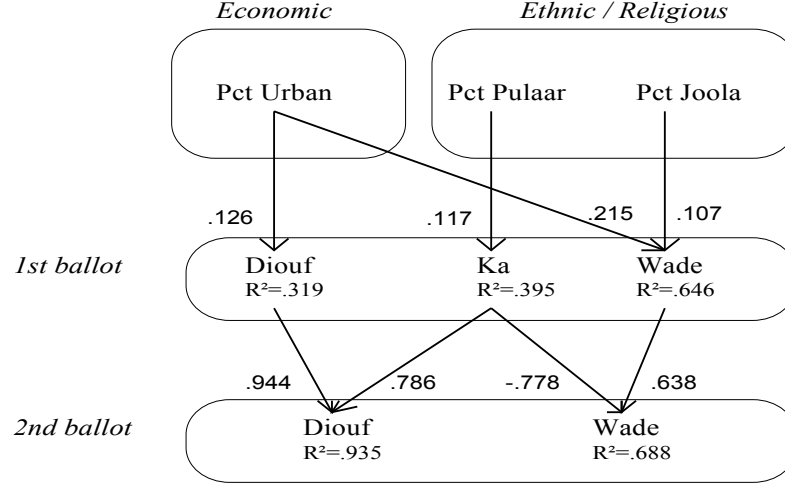 Economic
Ethnic / Religious
Pct Urban
Pct Pulaar
Pct Joola
.126
.117
.215
.107
1st ballot
Diouf
R²=.319
Ka
R²=.395
Wade
R²=.646
.944
.786
-.778
.638
2nd ballot
Diouf
R²=.935
Wade
R²=.688